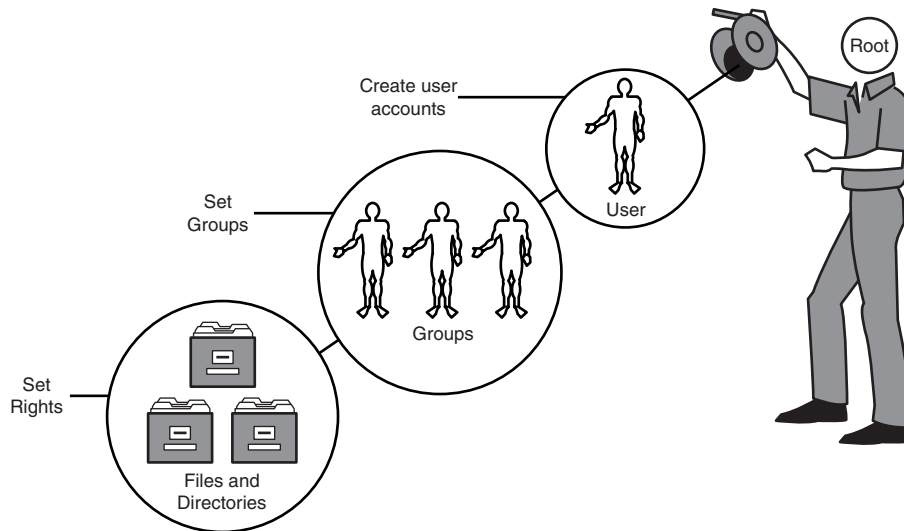 Root
Create user
accounts
User
Set
Groups
Groups
Set
Rights
Files and
Directories